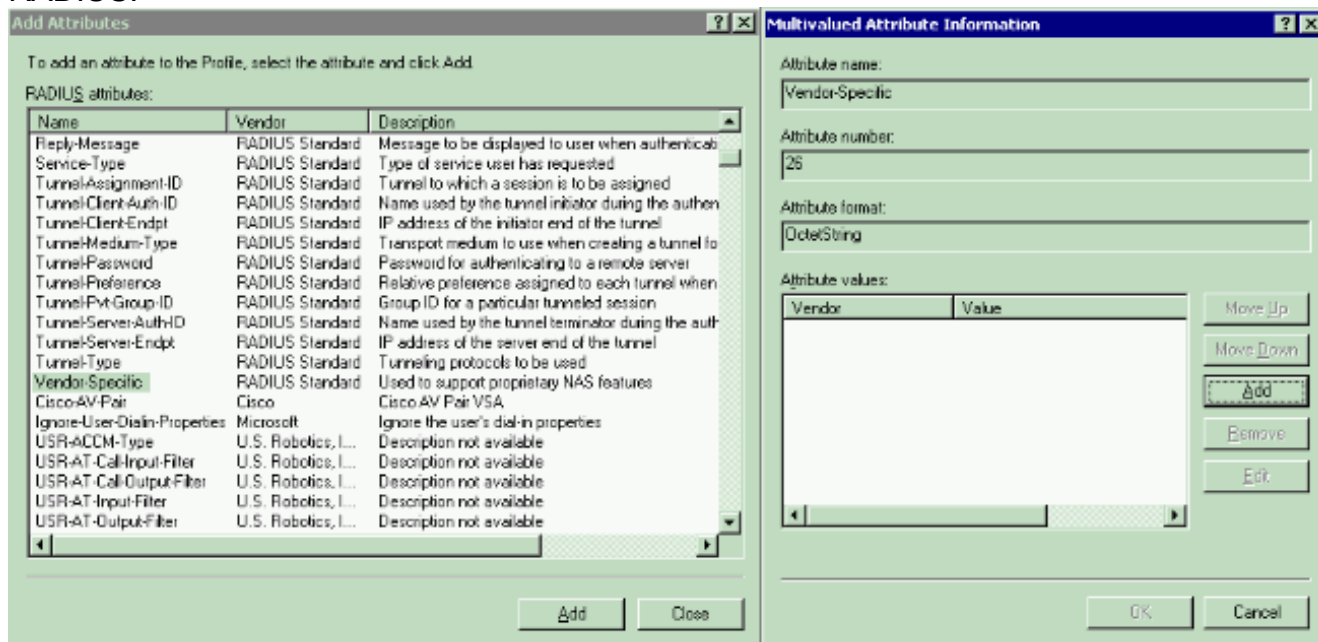 Add Attributes
To add an attribute to the Profile, select the attribute and click Add.
RADIUS attributes:
Name Vendor Description
Reply-Message RADIUS Standard Message to be displayed to user when authenticati
Service-Type RADIUS Standard Type of service user has requested
Tunnel-Assignment-ID RADIUS Standard Tunnel to which a session is to be assigned
Tunnel-Client-Auth-ID RADIUS Standard Name used by the tunnel initiator during the authen
Tunnel-Client-Endpt RADIUS Standard IP address of the initiator end of the tunnel
Tunnel-Medium-Type RADIUS Standard Transport medium to use when creating a tunnel fo
Tunnel-Password RADIUS Standard Password for authenticating to a remote server
Tunnel-Preference RADIUS Standard Relative preference assigned to each tunnel when
Tunnel-Pvt-Group-ID RADIUS Standard Group ID for a particular tunneled session
Tunnel-Server-Auth-ID RADIUS Standard Name used by the tunnel terminator during the auth
Tunnel-Server-Endpt RADIUS Standard IP address of the server end of the tunnel
Tunnel-Type RADIUS Standard Tunneling protocols to be used
Vendor-Specific RADIUS Standard Used to support proprietary NAS features
Cisco-AV-Pair Cisco Cisco AV Pair VSA
Ignore-User-Dialin-Properties Microsoft Ignore the user's dial-in properties
USR-ACCM-Type U.S. Robotics, I... Description not available
USR-AT-Call-Input-Filter U.S. Robotics, I... Description not available
USR-AT-Call-Output-Filter U.S. Robotics, I... Description not available
USR-AT-Input-Filter U.S. Robotics, I... Description not available
USR-AT-Output-Filter U.S. Robotics, I... Description not available
Add Close
Multivalued Attribute Information
Attribute name:
Vendor-Specific
Attribute number:
26
Attribute format:
OctetString
Attribute values:
Vendor Value
Move Up
Move Down
Add
Remove
Edit
OK Cancel